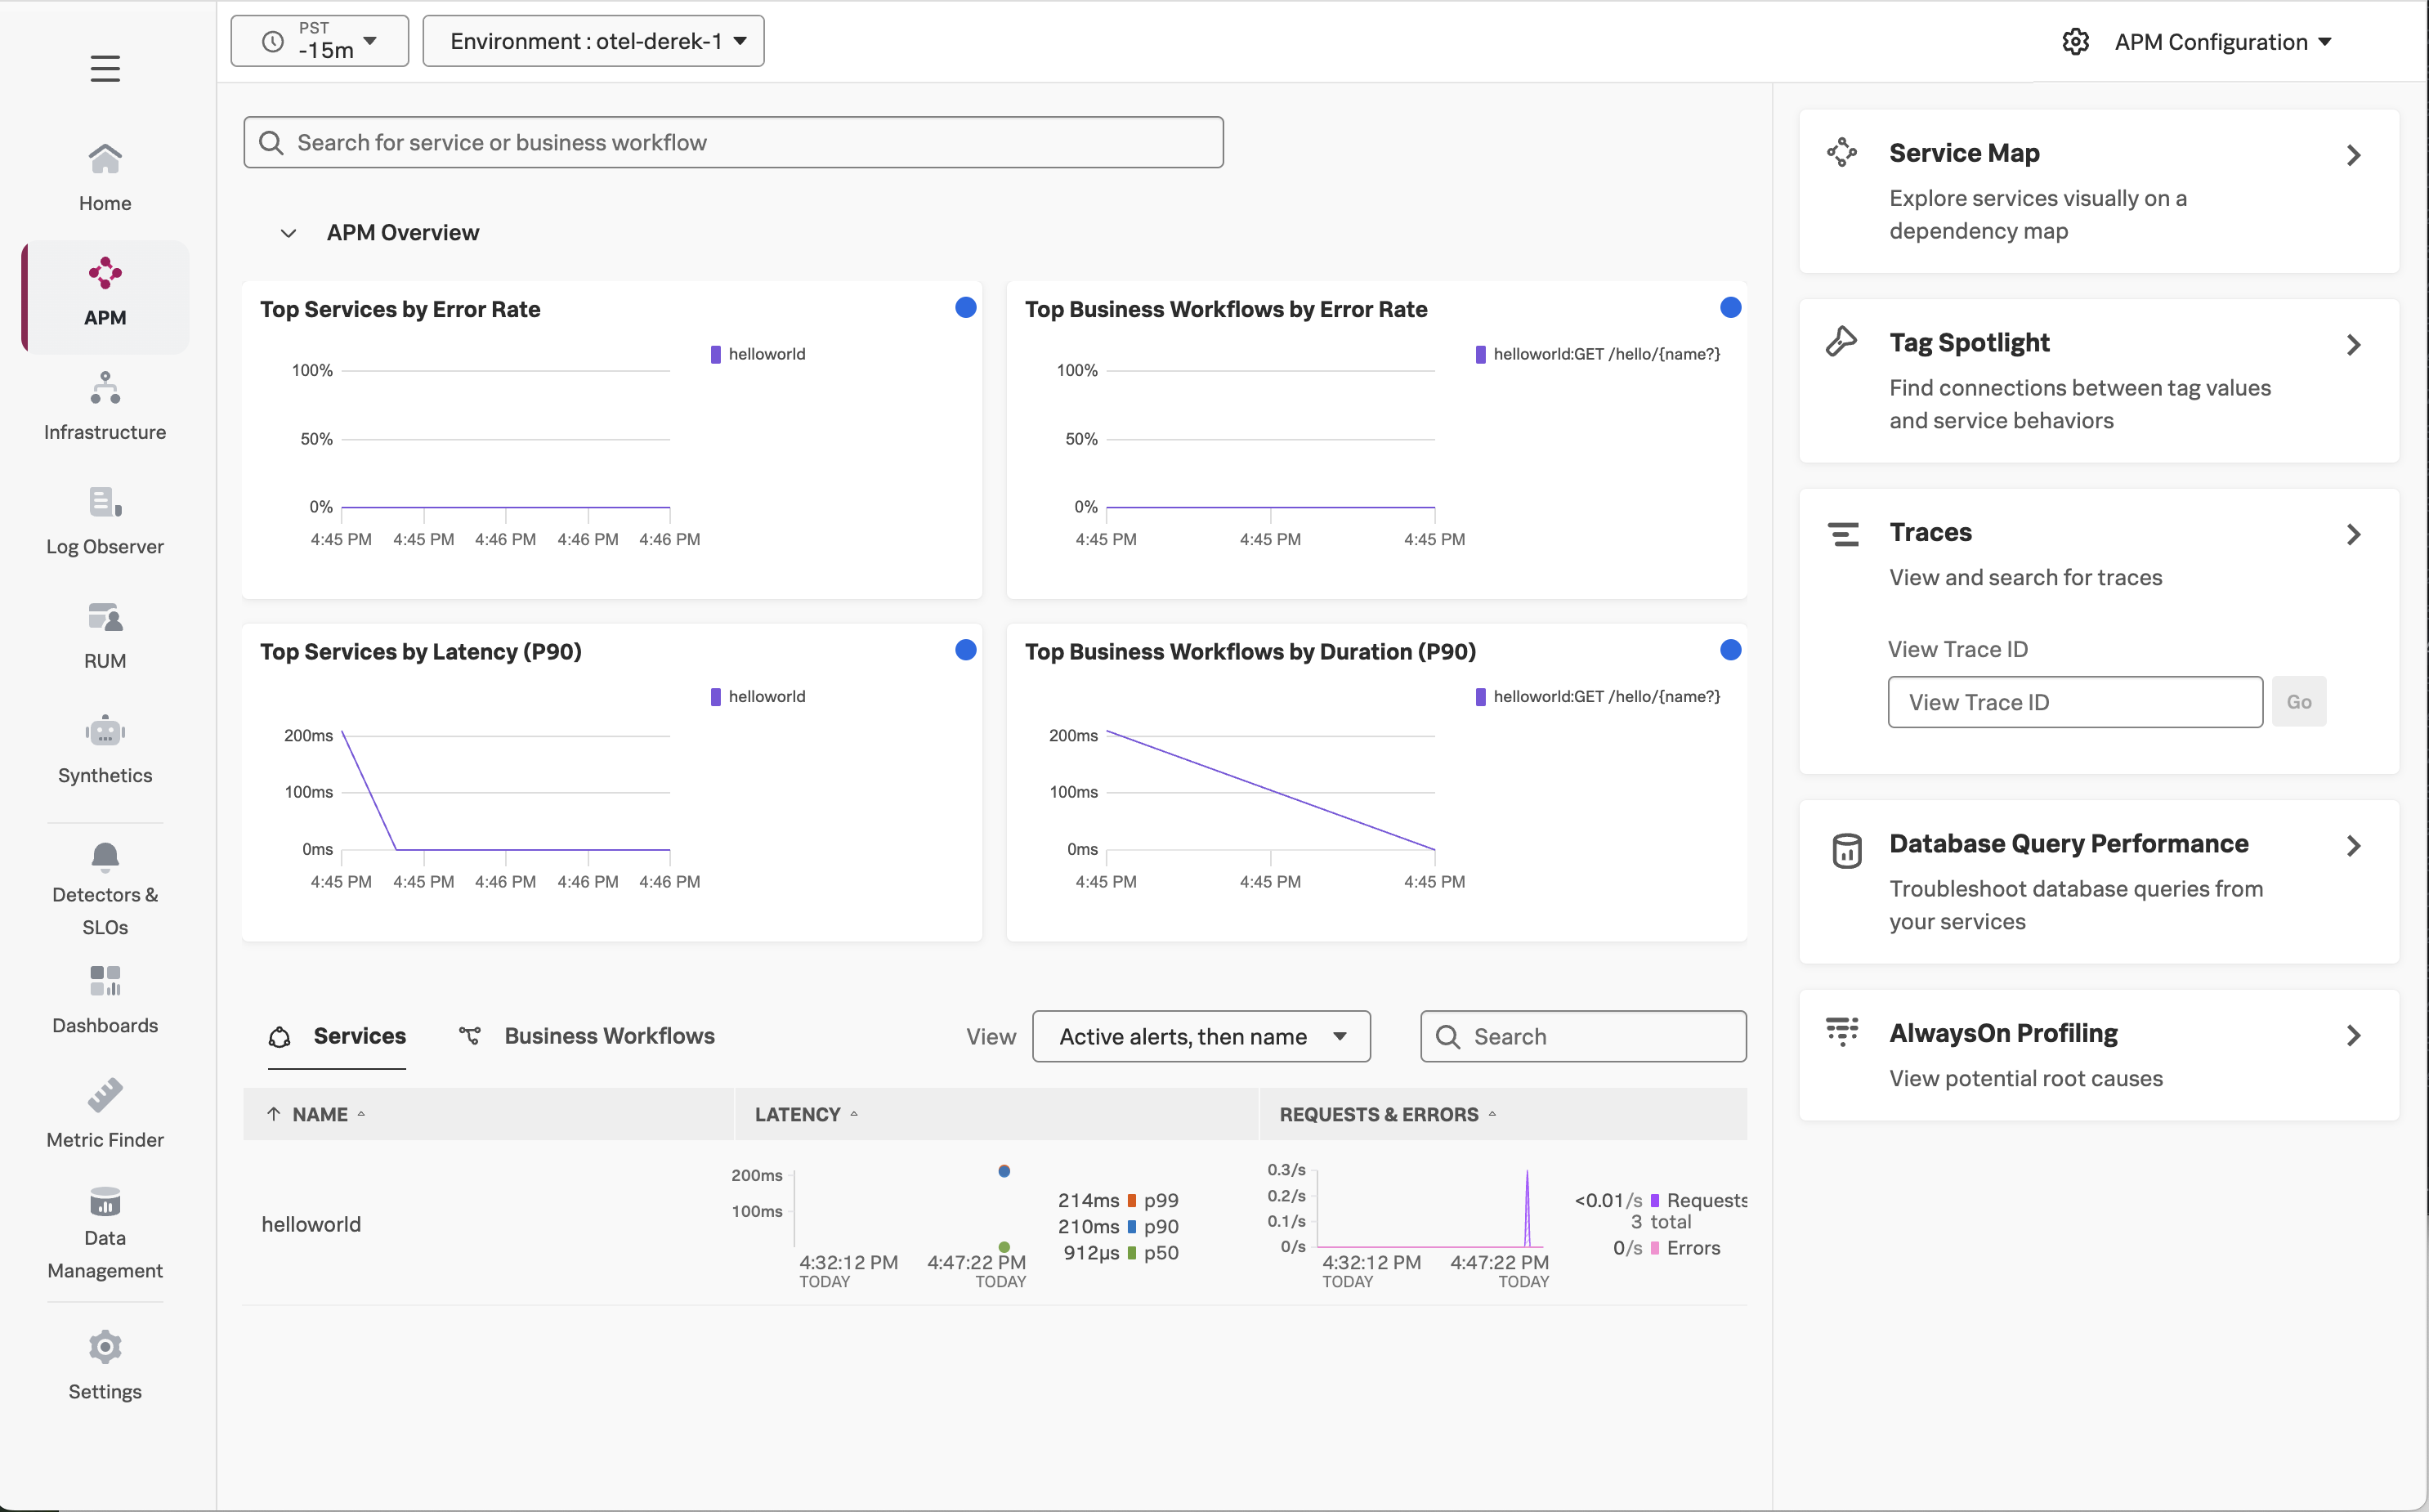 PST
-15m
Environment : otel-derek-1
APM Configuration
Home
APM
Infrastructure
Log Observer
RUM
Synthetics
Detectors &
SLOs
Dashboards
Metric Finder
Data
Management
Settings
Search for service or business workflow
APM Overview
Top Services by Error Rate
helloworld
100%
50%
0%
4:45 PM 4:45 PM 4:46 PM 4:46 PM 4:46 PM
Top Business Workflows by Error Rate
helloworld:GET /hello/{name?}
100%
50%
0%
4:45 PM 4:45 PM 4:45 PM
Top Services by Latency (P90)
helloworld
200ms
100ms
0ms
4:45 PM 4:45 PM 4:46 PM 4:46 PM 4:46 PM
Top Business Workflows by Duration (P90)
helloworld:GET /hello/{name?}
200ms
100ms
0ms
4:45 PM 4:45 PM 4:45 PM
Services Business Workflows View Active alerts, then name Search
NAME LATENCY REQUESTS & ERRORS
helloworld
200ms
100ms
4:32:12 PM 4:47:22 PM
TODAY TODAY
214ms p99
210ms p90
912µs p50
0.3/s
0.2/s
0.1/s
0/s
4:32:12 PM 4:47:22 PM
TODAY TODAY
<0.01/s Requests
3 total
0/s Errors
Service Map
Explore services visually on a
dependency map
Tag Spotlight
Find connections between tag values
and service behaviors
Traces
View and search for traces
View Trace ID
View Trace ID Go
Database Query Performance
Troubleshoot database queries from
your services
AlwaysOn Profiling
View potential root causes